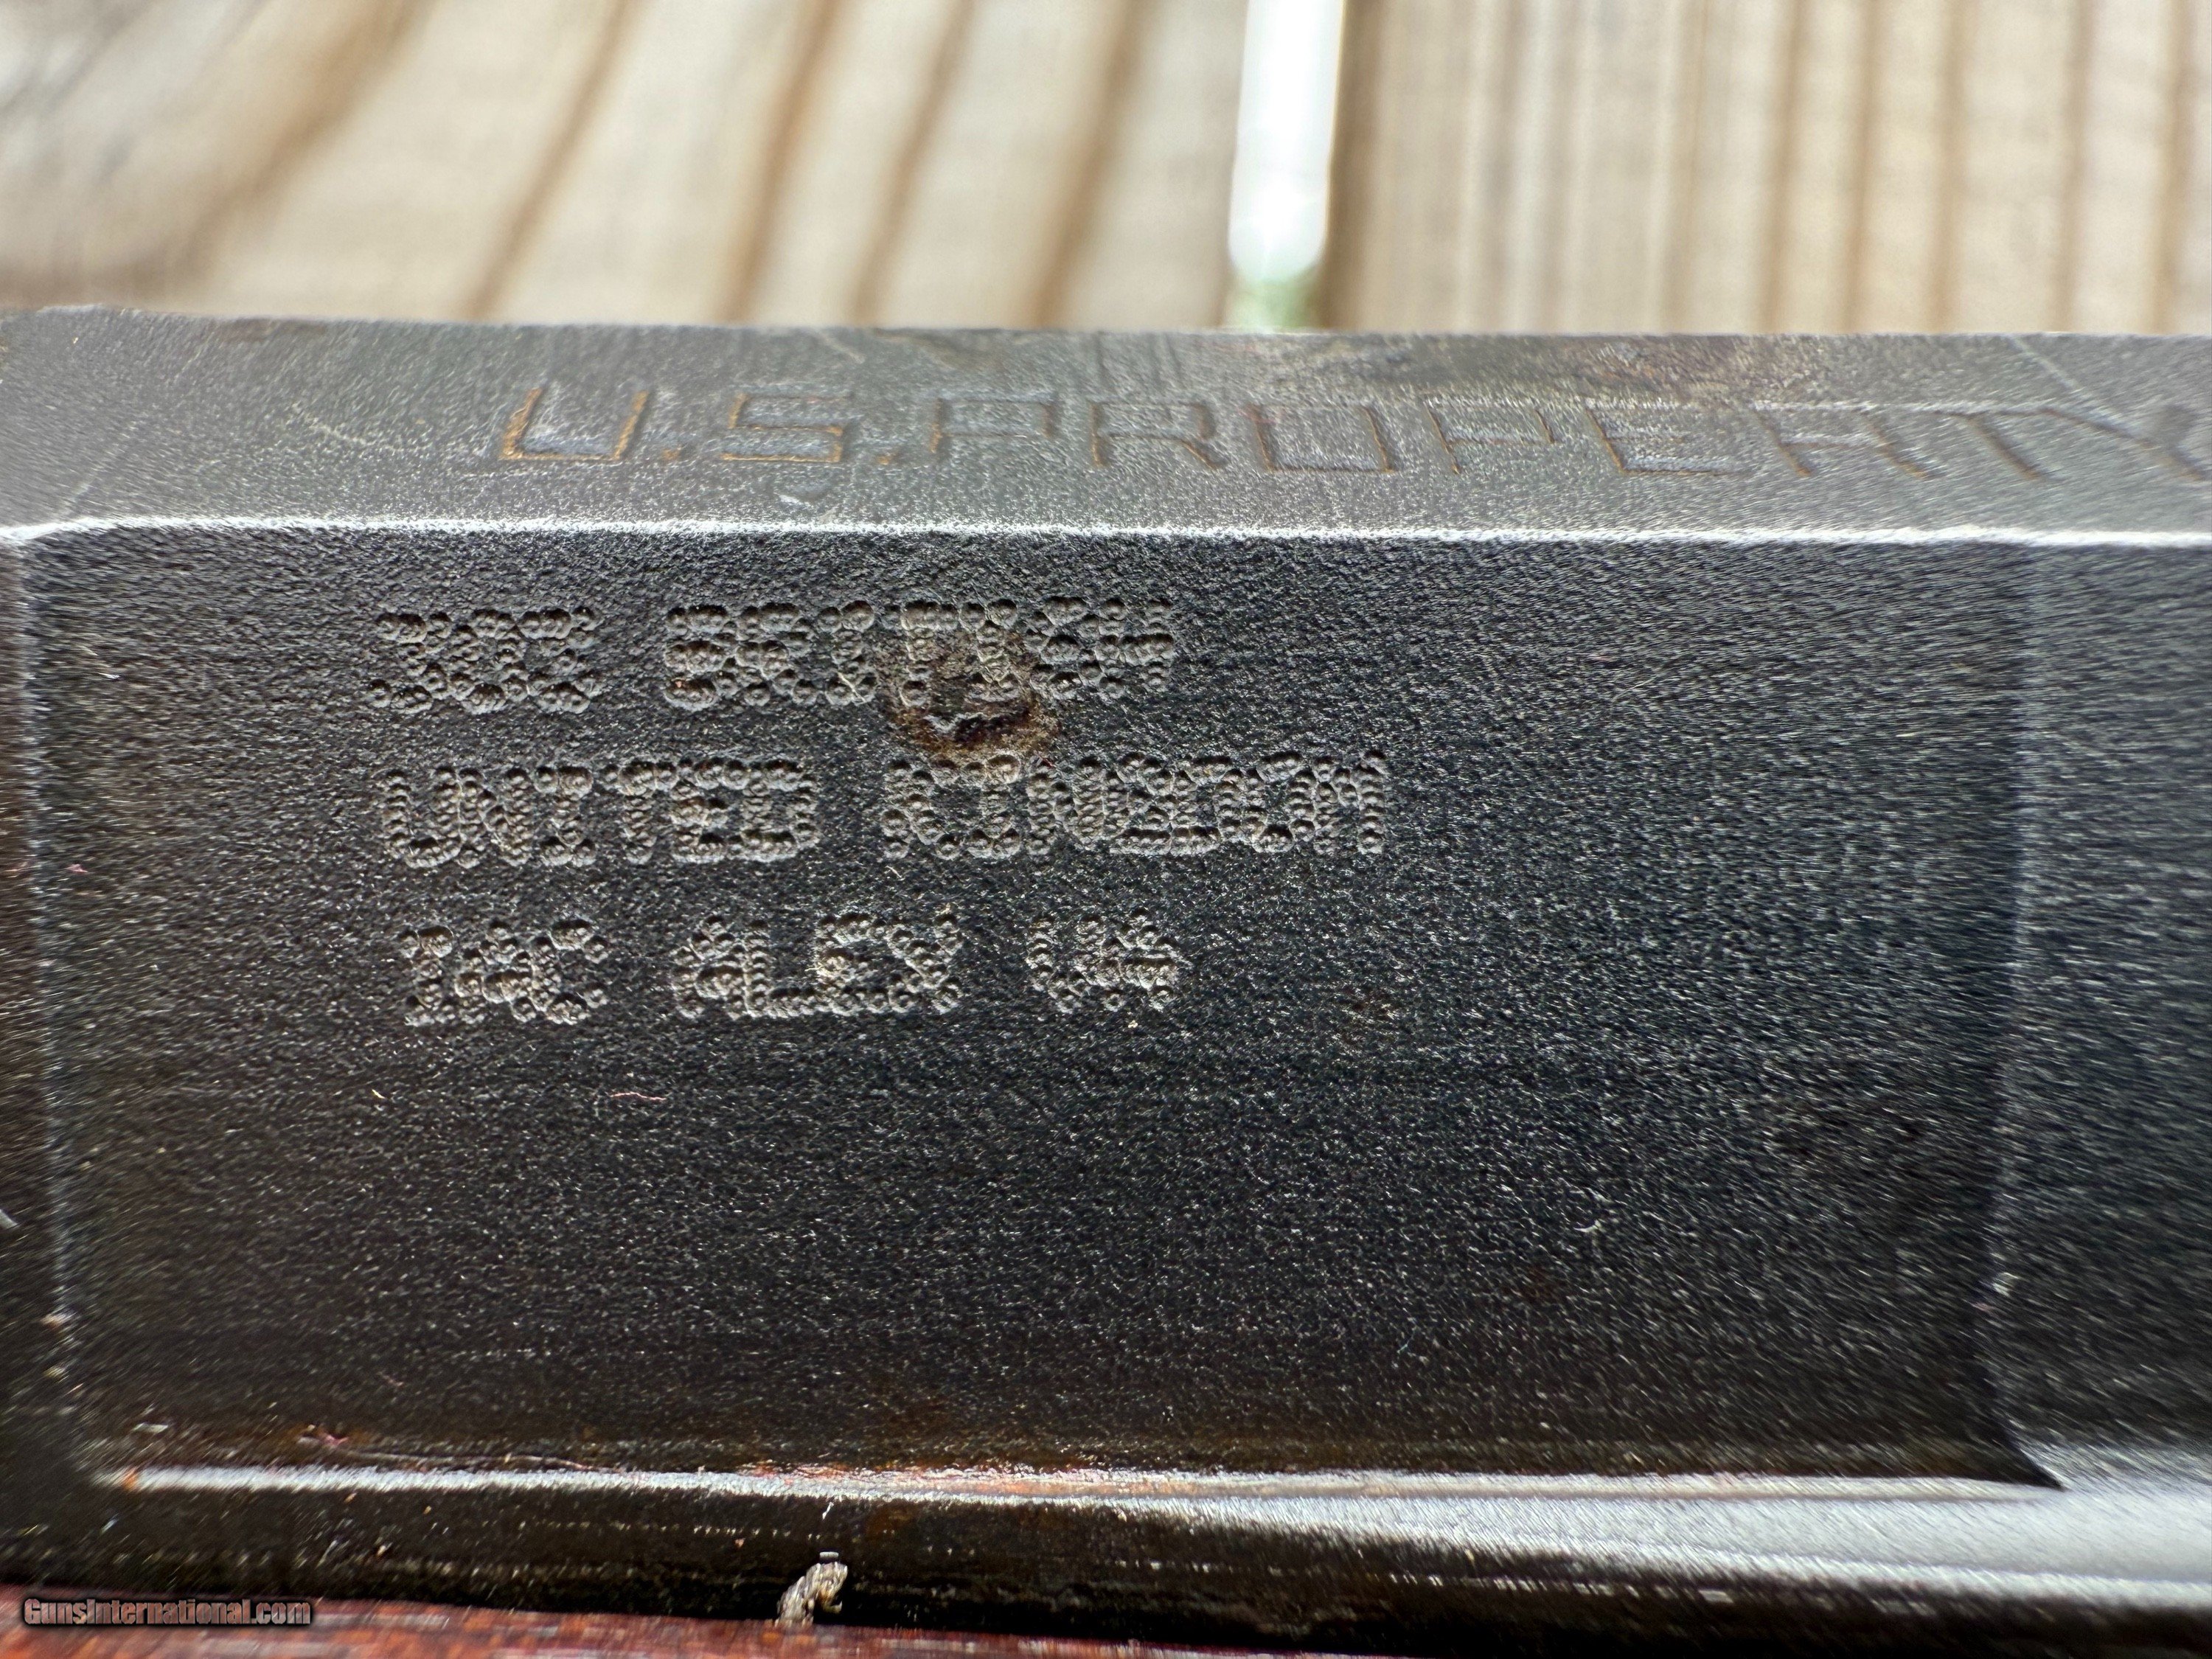 U.S.PROPERTY
303 BRITISH
UNITED KINGDOM
IAC ALEX VA
GunsInternational.com